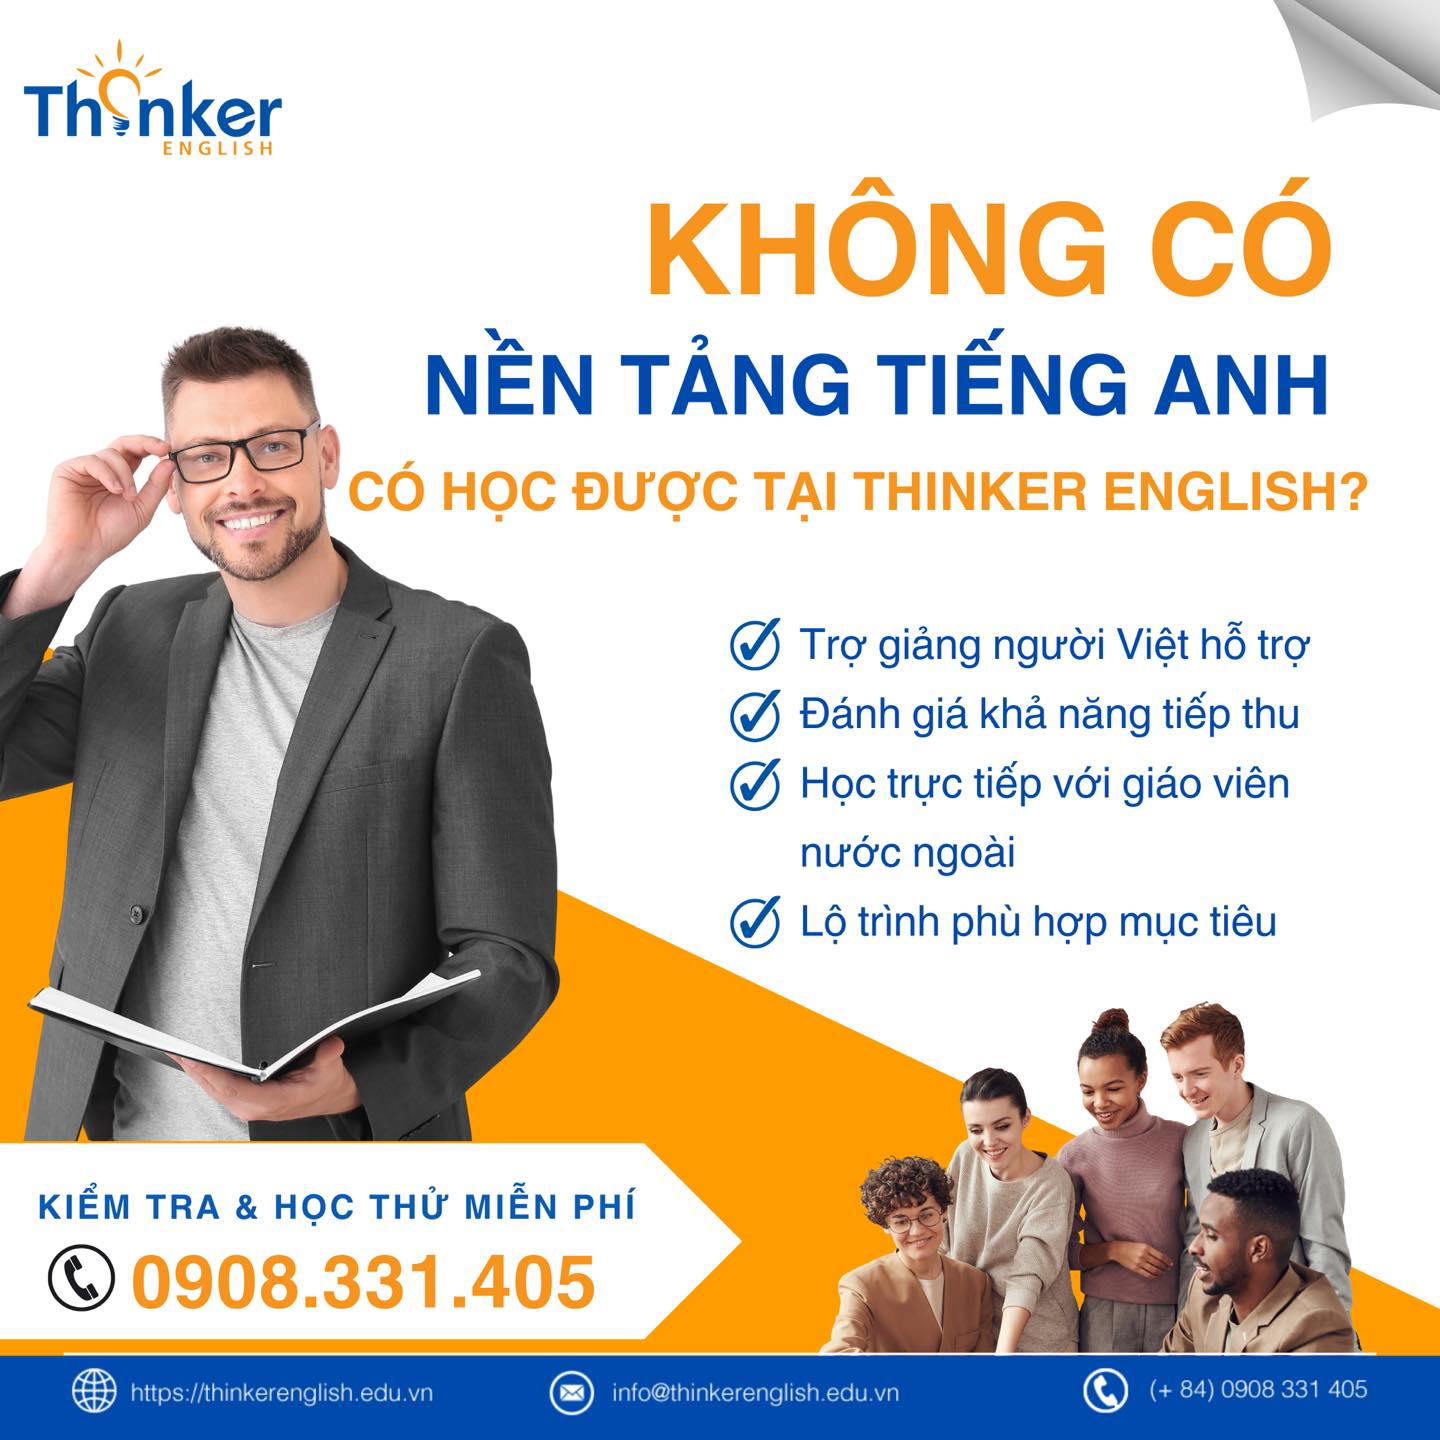 Thinker
ENGLISH
KHÔNG CÓ
NỀN TẢNG TIẾNG ANH
CÓ HỌC ĐƯỢC TẠI THINKER ENGLISH?
Trợ giảng người Việt hỗ trợ
Đánh giá khả năng tiếp thu
Học trực tiếp với giáo viên
nước ngoài
Lộ trình phù hợp mục tiêu
KIỂM TRA & HỌC THỬ MIỄN PHÍ
0908.331.405
https://thinkerenglish.edu.vn
info@thinkerenglish.edu.vn
(+ 84) 0908 331 405